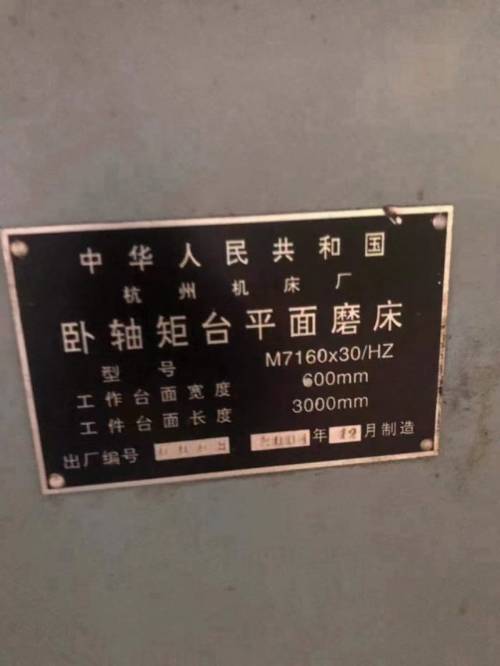 中华人民共和国
杭州机床厂
卧轴矩台平面磨床
型号 M7160x30/HZ
工作台面宽度 600mm
工件台面长度 3000mm
出厂编号 年12月制造